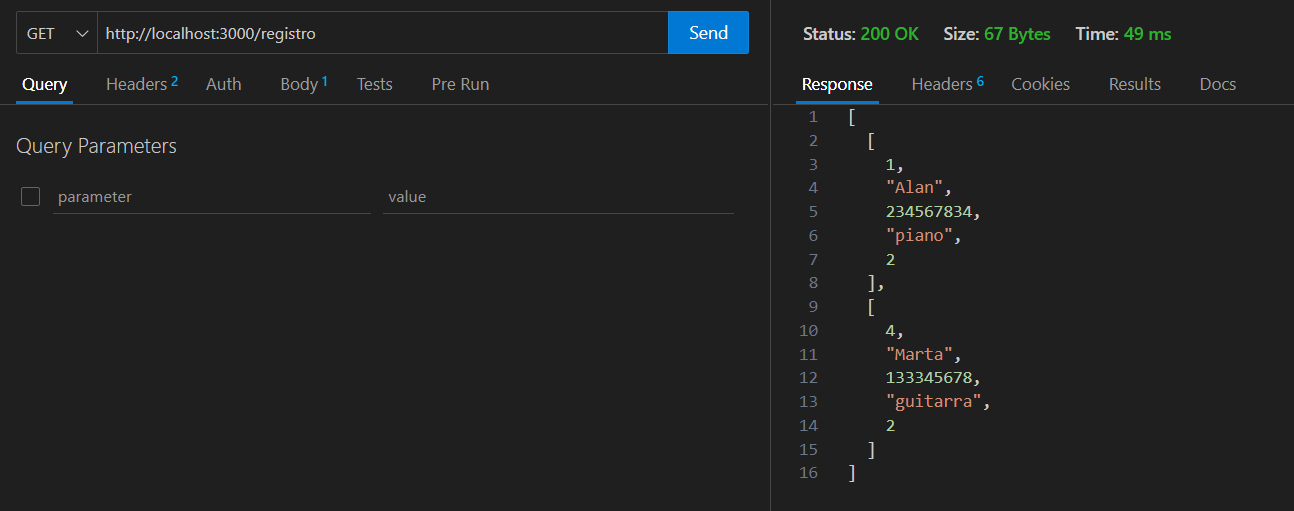 GET http://localhost:3000/registro Send
Query Headers 2 Auth Body 1 Tests Pre Run
Query Parameters
parameter value
Status: 200 OK Size: 67 Bytes Time: 49 ms
Response Headers 6 Cookies Results Docs
1 [
2 [
3 1,
4 "Alan",
5 234567834,
6 "piano",
7 2
8 ],
9 [
10 4,
11 "Marta",
12 133345678,
13 "guitarra",
14 2
15 ]
16 ]